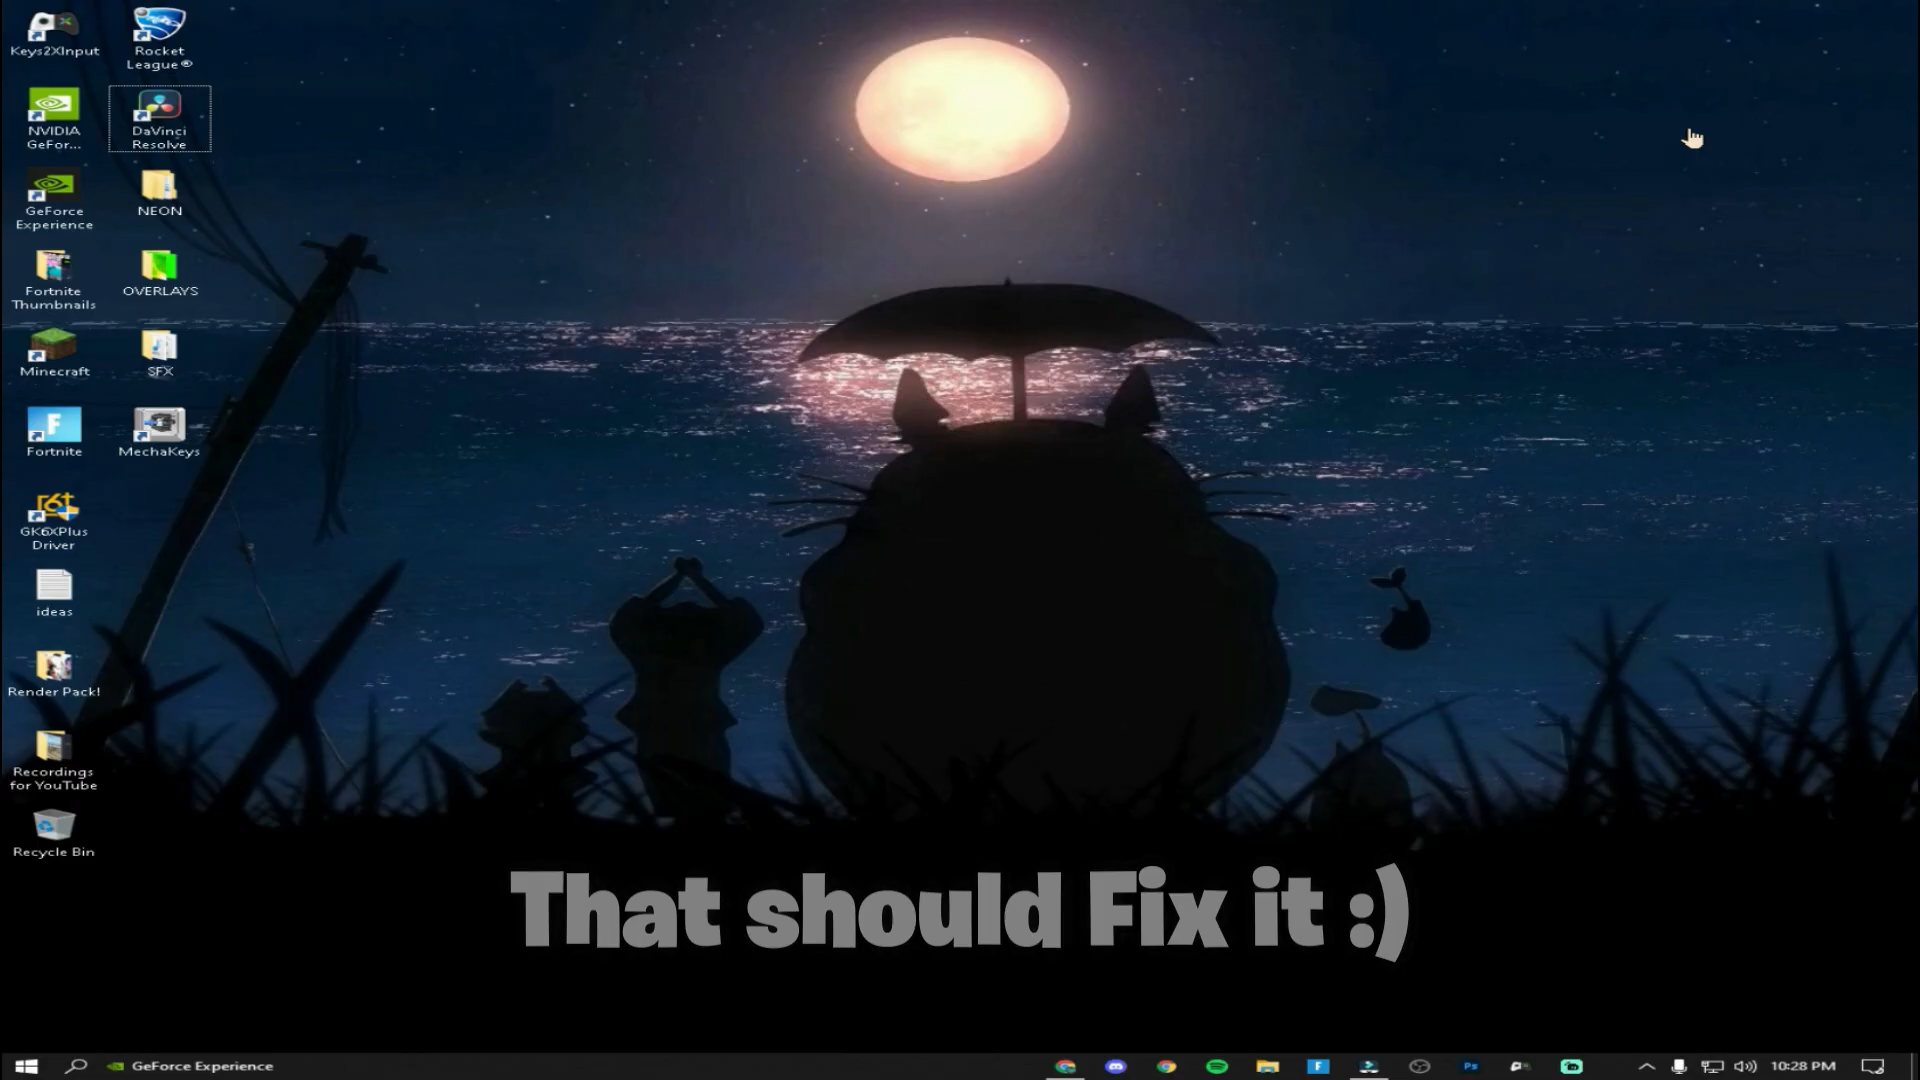 Keys2XInput
Rocket
League®
NVIDIA
GeFor...
DaVinci
Resolve
GeForce
Experience
NEON
Fortnite
Thumbnails
OVERLAYS
Minecraft
SFX
Fortnite
MechaKeys
GK6XPlus
Driver
ideas
Render Pack!
Recordings
for YouTube
Recycle Bin
That should Fix it :)
GeForce Experience
Ps
10:28 PM